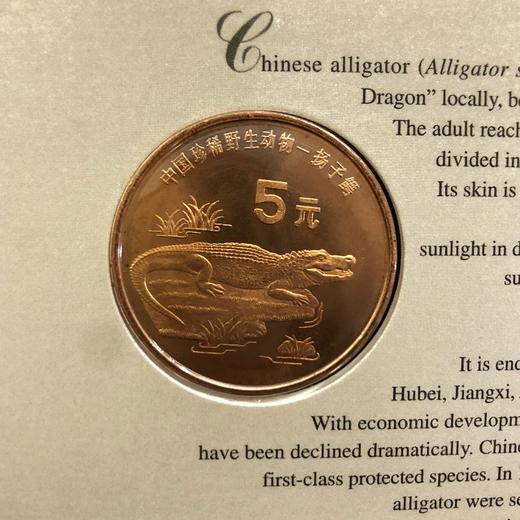 Chinese alligator (Alligator s
Dragon” locally, be
The adult reach
divided in
Its skin is
sunlight in d
su
It is end
Hubei, Jiangxi,
With economic developm
have been declined dramatically. Chine
first-class protected species. In 1
alligator were se
中国珍稀野生动物—扬子鳄
5元